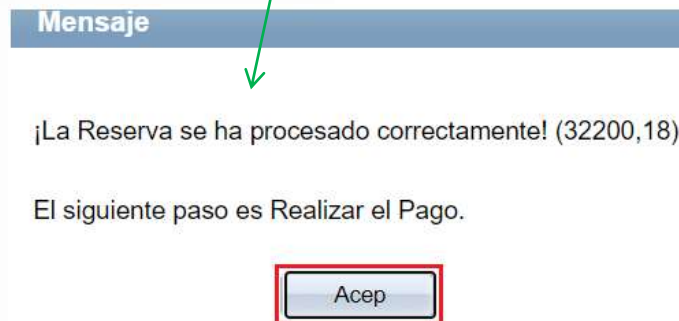 Mensaje
¡La Reserva se ha procesado correctamente! (32200,18)
El siguiente paso es Realizar el Pago.
Acep